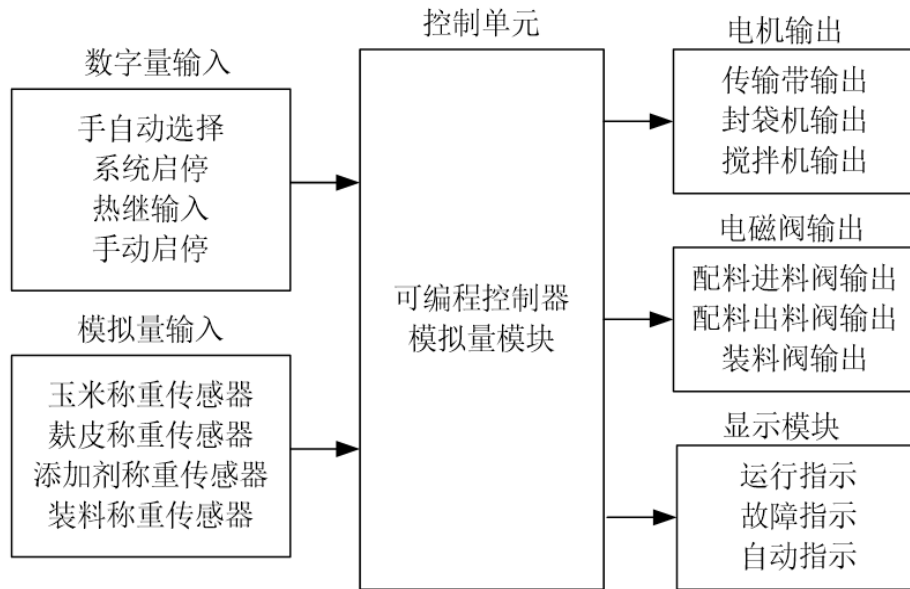 数字量输入
手自动选择
系统启停
热继输入
手动启停
模拟量输入
玉米称重传感器
麸皮称重传感器
添加剂称重传感器
装料称重传感器
控制单元
可编程控制器
模拟量模块
电机输出
传输带输出
封袋机输出
搅拌机输出
电磁阀输出
配料进料阀输出
配料出料阀输出
装料阀输出
显示模块
运行指示
故障指示
自动指示